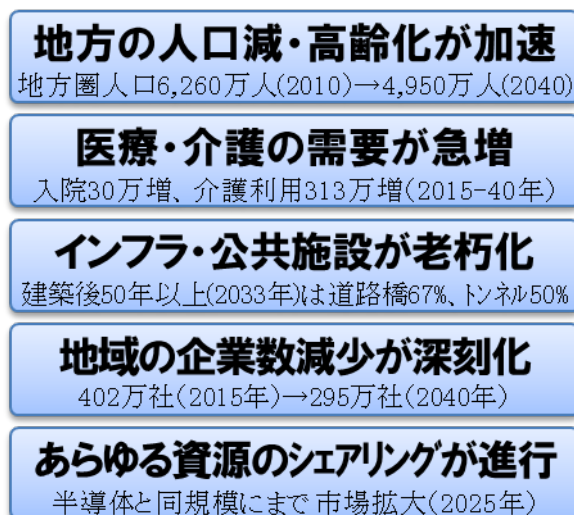 地方の人口減・高齢化が加速
地方圏人口6,260万人(2010)→4,950万人(2040)
医療・介護の需要が急増
入院30万増、介護利用313万増(2015-40年)
インフラ・公共施設が老朽化
建築後50年以上(2033年)は道路橋67%、トンネル50%
地域の企業数減少が深刻化
402万社(2015年)→295万社(2040年)
あらゆる資源のシェアリングが進行
半導体と同規模にまで市場拡大(2025年)